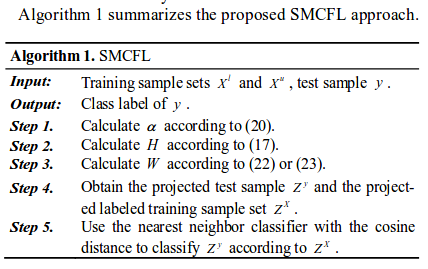 Algorithm 1 summarizes the proposed SMCFL approach.
Algorithm 1. SMCFL
Input: Training sample sets X^l and X^u , test sample y .
Output: Class label of y .
Step 1. Calculate α according to (20).
Step 2. Calculate H according to (17).
Step 3. Calculate W according to (22) or (23).
Step 4. Obtain the projected test sample Z^y and the project-
ed labeled training sample set Z^X .
Step 5. Use the nearest neighbor classifier with the cosine
distance to classify Z^y according to Z^X .